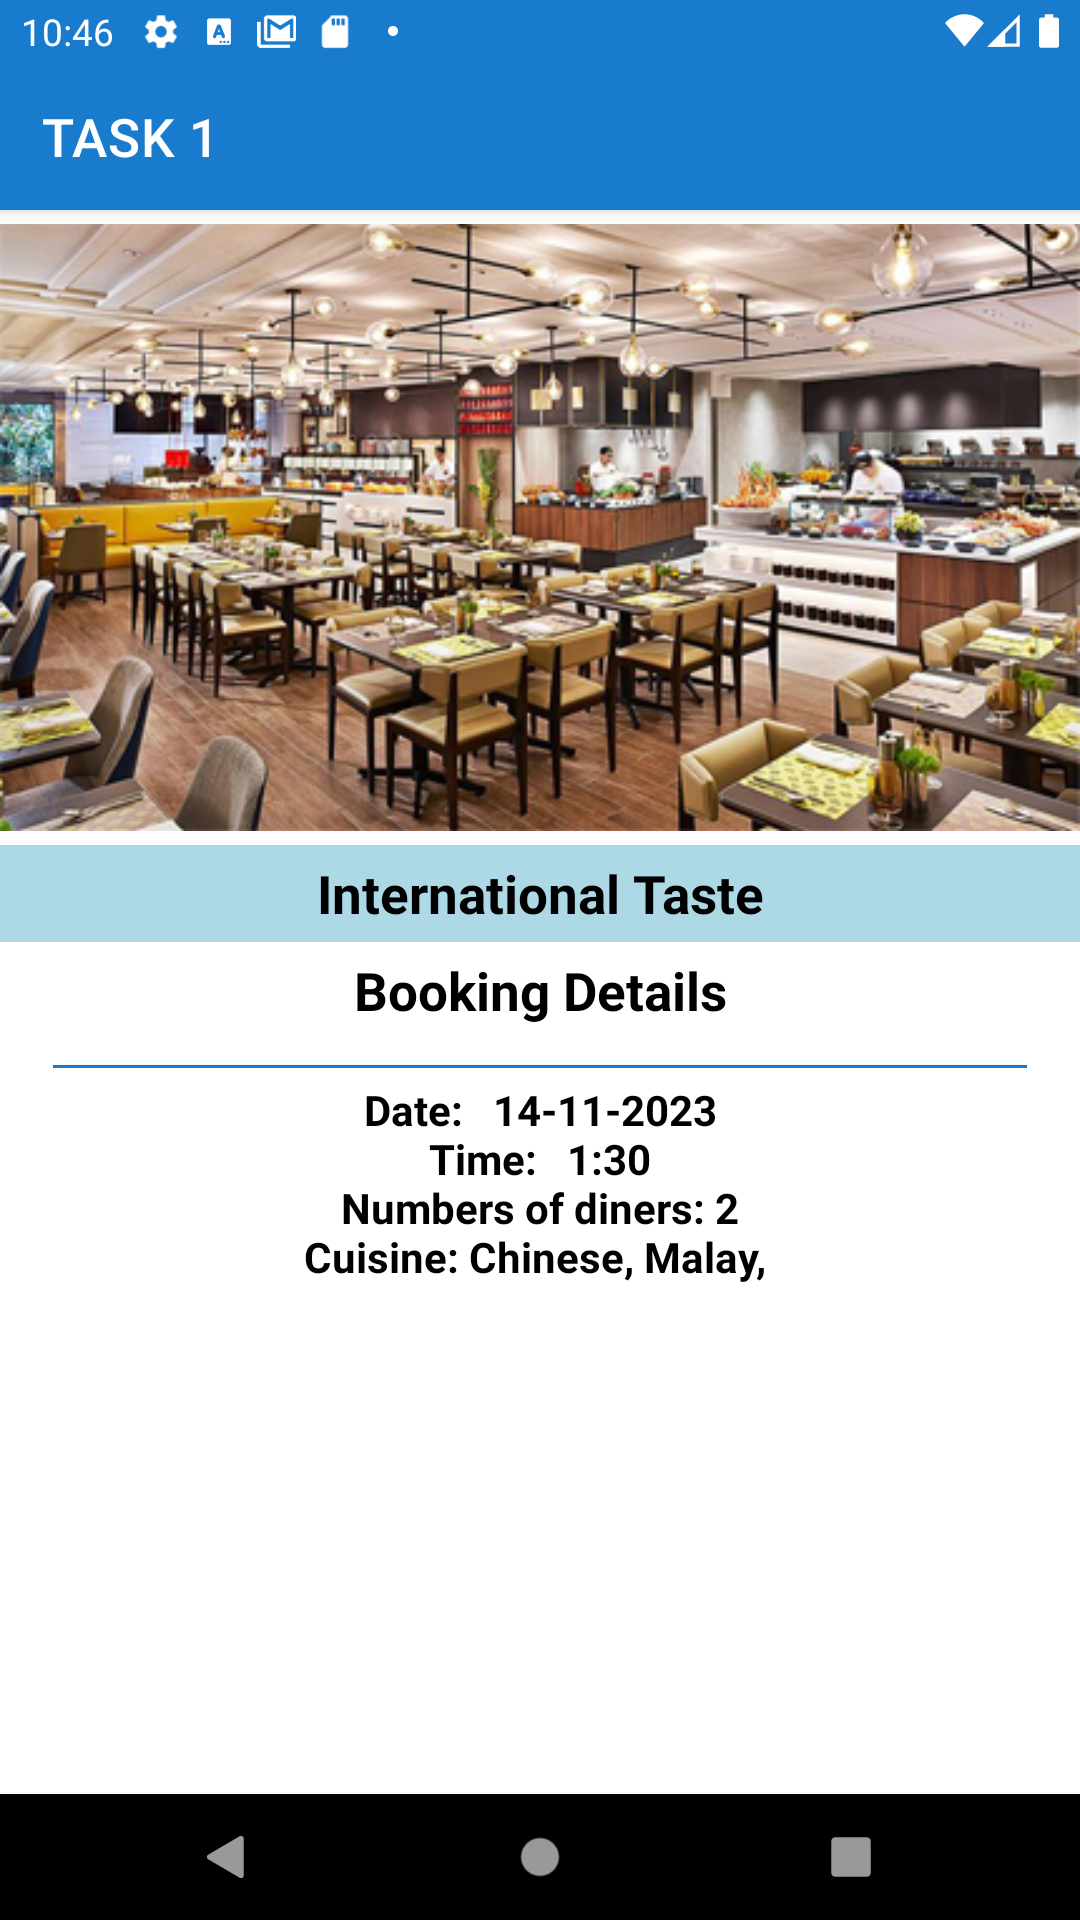 10:46
TASK 1
International Taste
Booking Details
Date:   14-11-2023
Time:   1:30
Numbers of diners: 2
Cuisine: Chinese, Malay,